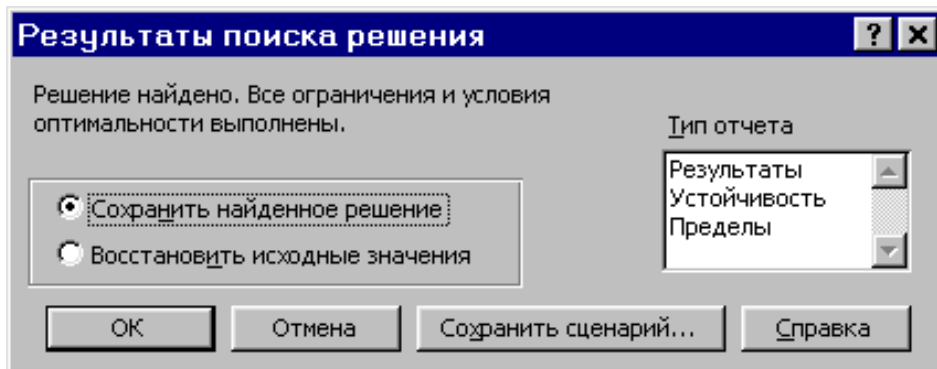 Результаты поиска решения
Решение найдено. Все ограничения и условия
оптимальности выполнены.
Тип отчета
Результаты
Устойчивость
Пределы
Сохранить найденное решение
Восстановить исходные значения
ОК
Отмена
Сохранить сценарий...
Справка